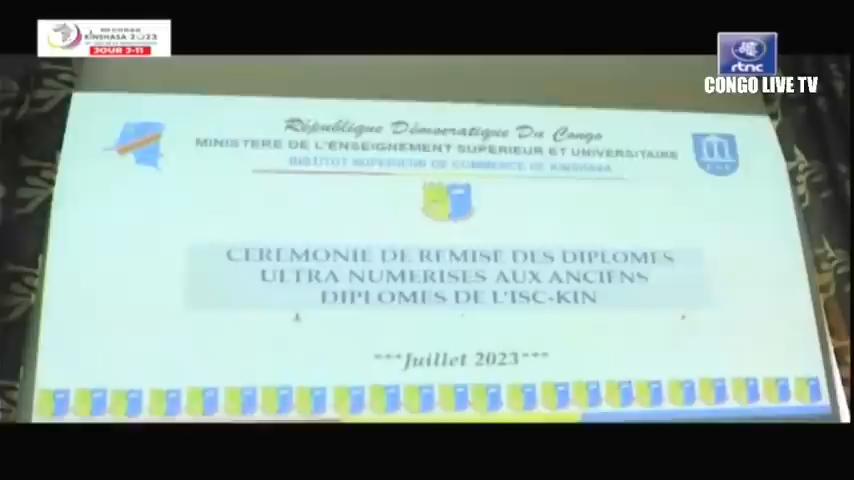 KINSHASA 2023
JOUR J-11
rtnc
CONGO LIVE TV
République Démocratique Du Congo
MINISTERE DE L'ENSEIGNEMENT SUPERIEUR ET UNIVERSITAIRE
INSTITUT SUPERIEUR DE COMMERCE DE KINSHASA
CEREMONIE DE REMISE DES DIPLOMES
ULTRA NUMERISES AUX ANCIENS
DIPLOMES DE L'ISC-KIN
***Juillet 2023***